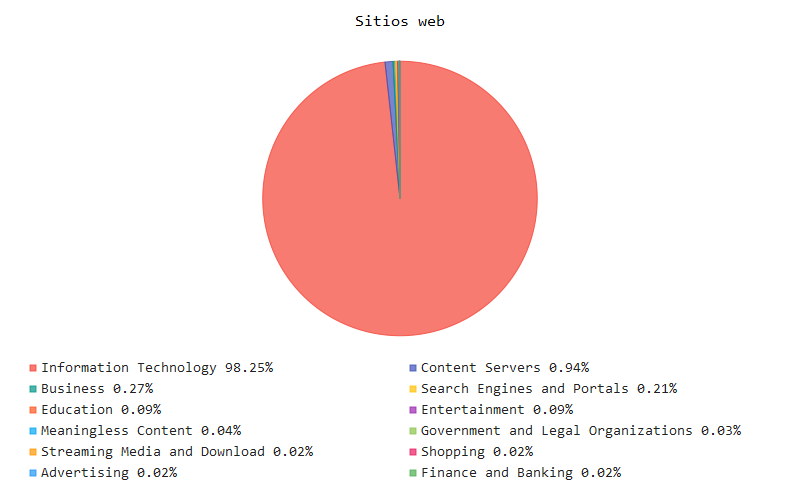 Sitios web
Information Technology 98.25%
Content Servers 0.94%
Business 0.27%
Search Engines and Portals 0.21%
Education 0.09%
Entertainment 0.09%
Meaningless Content 0.04%
Government and Legal Organizations 0.03%
Streaming Media and Download 0.02%
Shopping 0.02%
Advertising 0.02%
Finance and Banking 0.02%